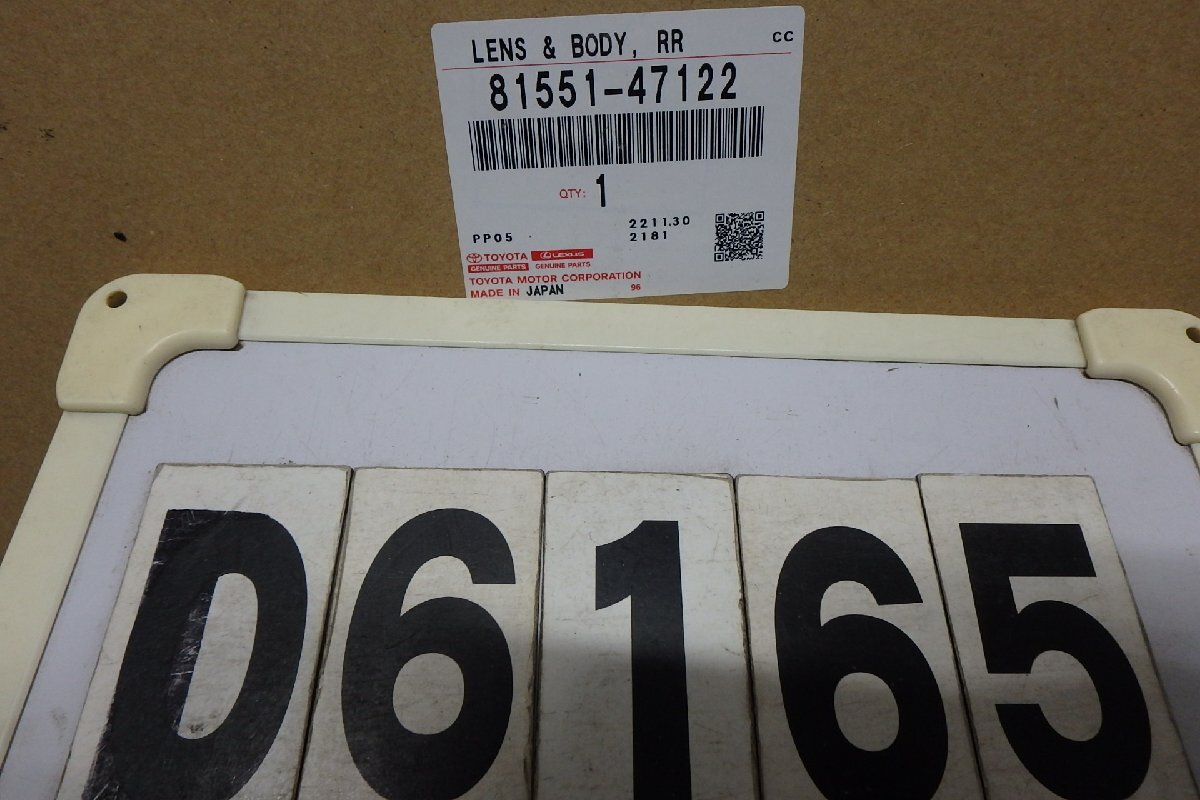 LENS & BODY, RR CC
81551-47122
QTY: 1
PP05 2211.30
2181
TOYOTA LEXUS
GENUINE PARTS GENUINE PARTS
TOYOTA MOTOR CORPORATION
MADE IN JAPAN 96
D6165